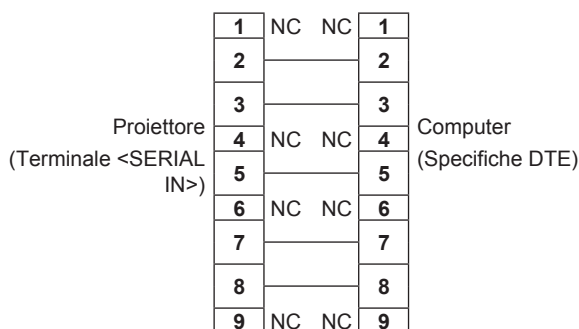 1 NC NC 1
2 2
3 3
Proiettore
(Terminale <SERIAL
IN>)
4 NC NC 4
5 5
6 NC NC 6
7 7
8 8
9 NC NC 9
Computer
(Specifiche DTE)